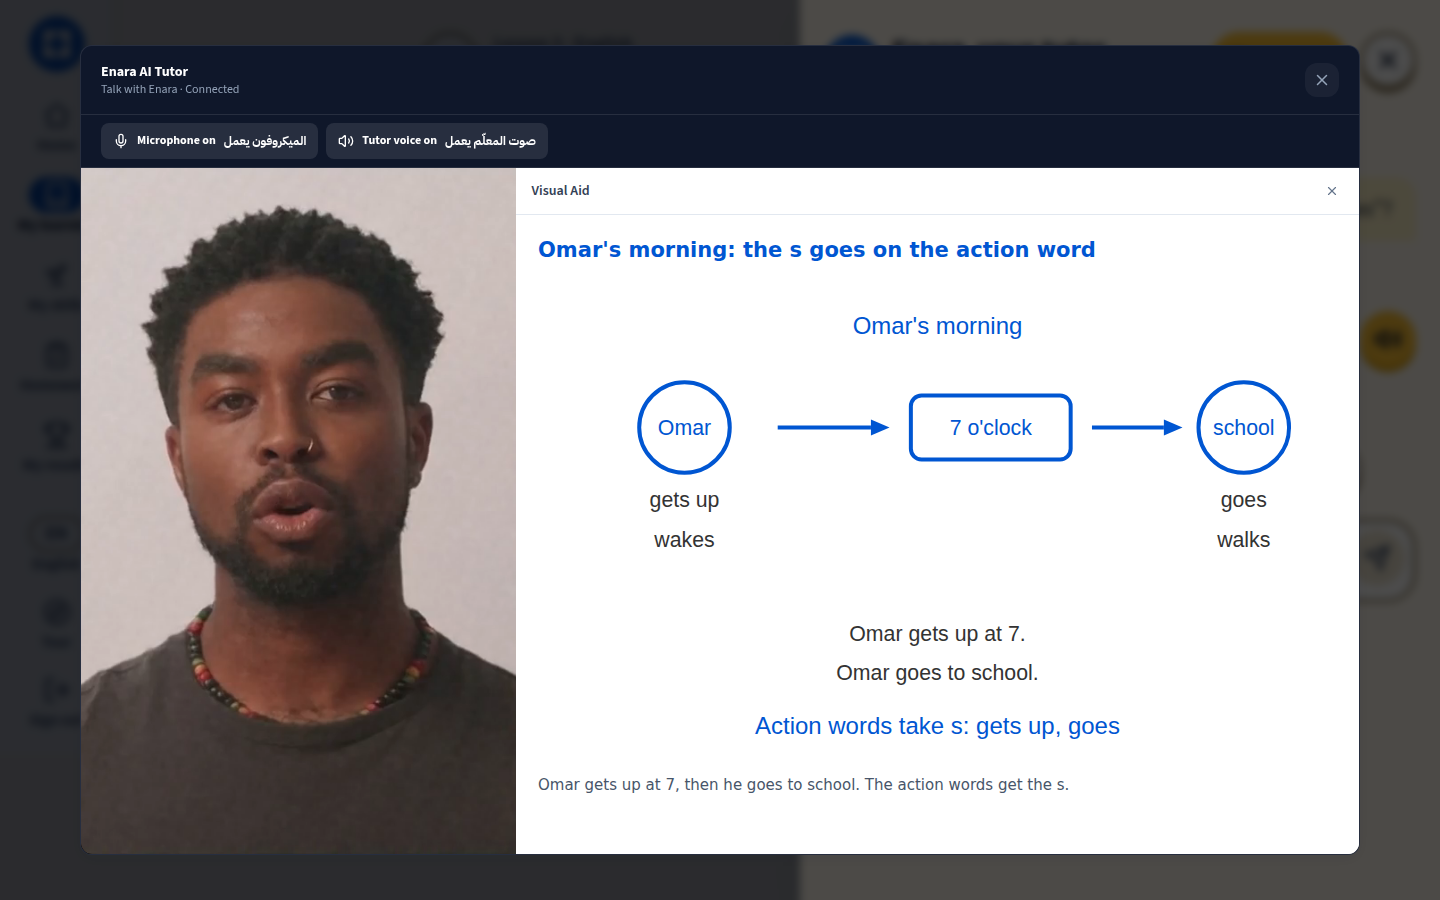 Enara AI Tutor
Talk with Enara · Connected
Microphone on الميكروفون يعمل
Tutor voice on صوت المعلّم يعمل
Visual Aid
Omar's morning: the s goes on the action word
Omar's morning
Omar
7 o'clock
school
gets up
goes
wakes
walks
Omar gets up at 7.
Omar goes to school.
Action words take s: gets up, goes
Omar gets up at 7, then he goes to school. The action words get the s.